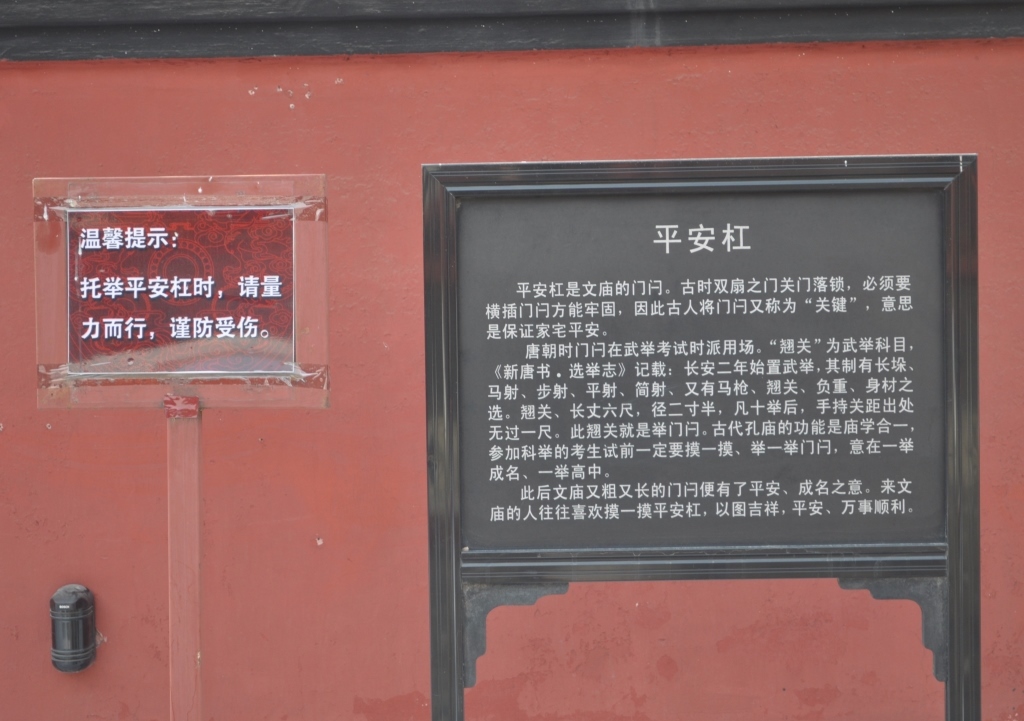 温馨提示:
托举平安杠时，请量
力而行，谨防受伤。
平安杠
平安杠是文庙的门闩。古时双扇之门关门落锁，必须要
横插门闩方能牢固，因此古人将门闩又称为“关键”，意思
是保证家宅平安。
唐朝时门闩在武举考试时派用场。“翘关”为武举科目，
《新唐书．选举志》记载：长安二年始置武举，其制有长垛、
马射、步射、平射、简射、又有马枪、翘关、负重、身材之
选。翘关、长丈六尺，径二寸半，凡十举后，手持关距出处
无过一尺。此翘关就是举门闩。古代孔庙的功能是庙学合一，
参加科举的考生试前一定要摸一摸、举一举门闩，意在一举
成名、一举高中。
此后文庙又粗又长的门闩便有了平安、成名之意。来文
庙的人往往喜欢摸一摸平安杠，以图吉祥，平安、万事顺利。